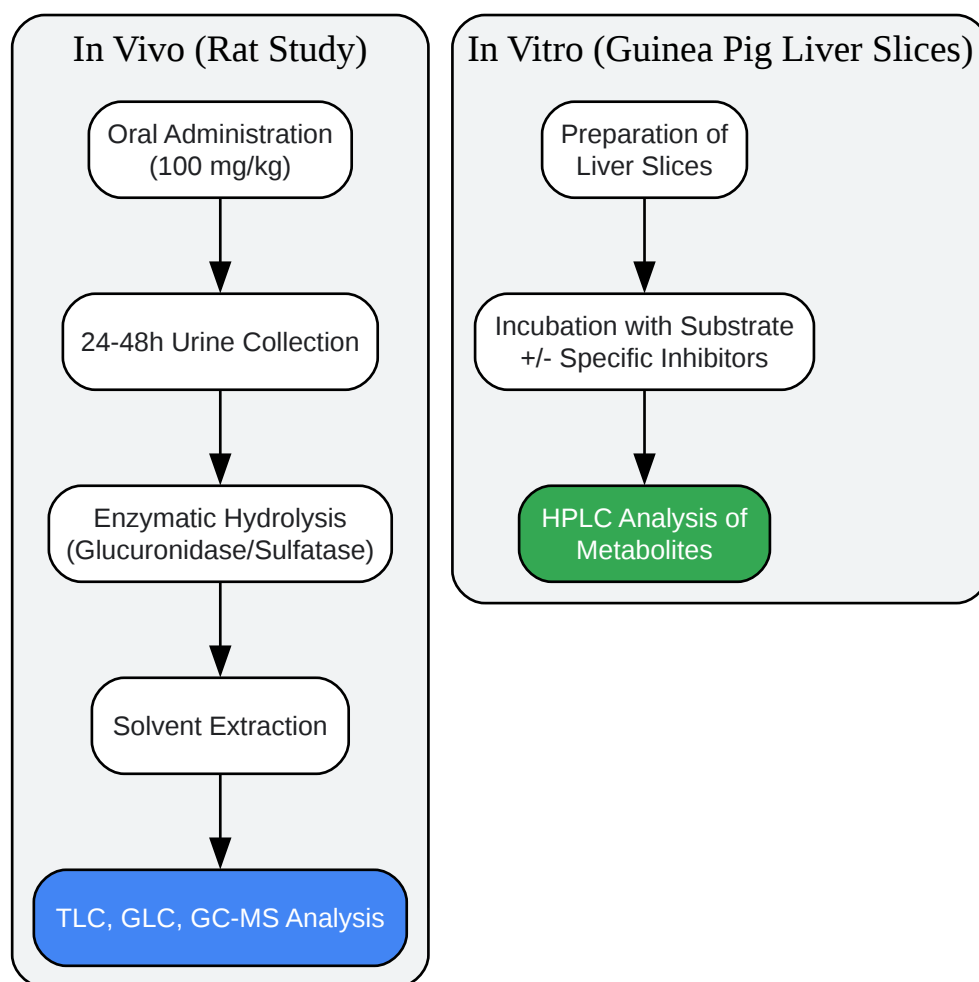 In Vivo (Rat Study)
Oral Administration
(100 mg/kg)
24-48h Urine Collection
Enzymatic Hydrolysis
(Glucuronidase/Sulfatase)
Solvent Extraction
TLC, GLC, GC-MS Analysis
In Vitro (Guinea Pig Liver Slices)
Preparation of
Liver Slices
Incubation with Substrate
+/- Specific Inhibitors
HPLC Analysis of
Metabolites